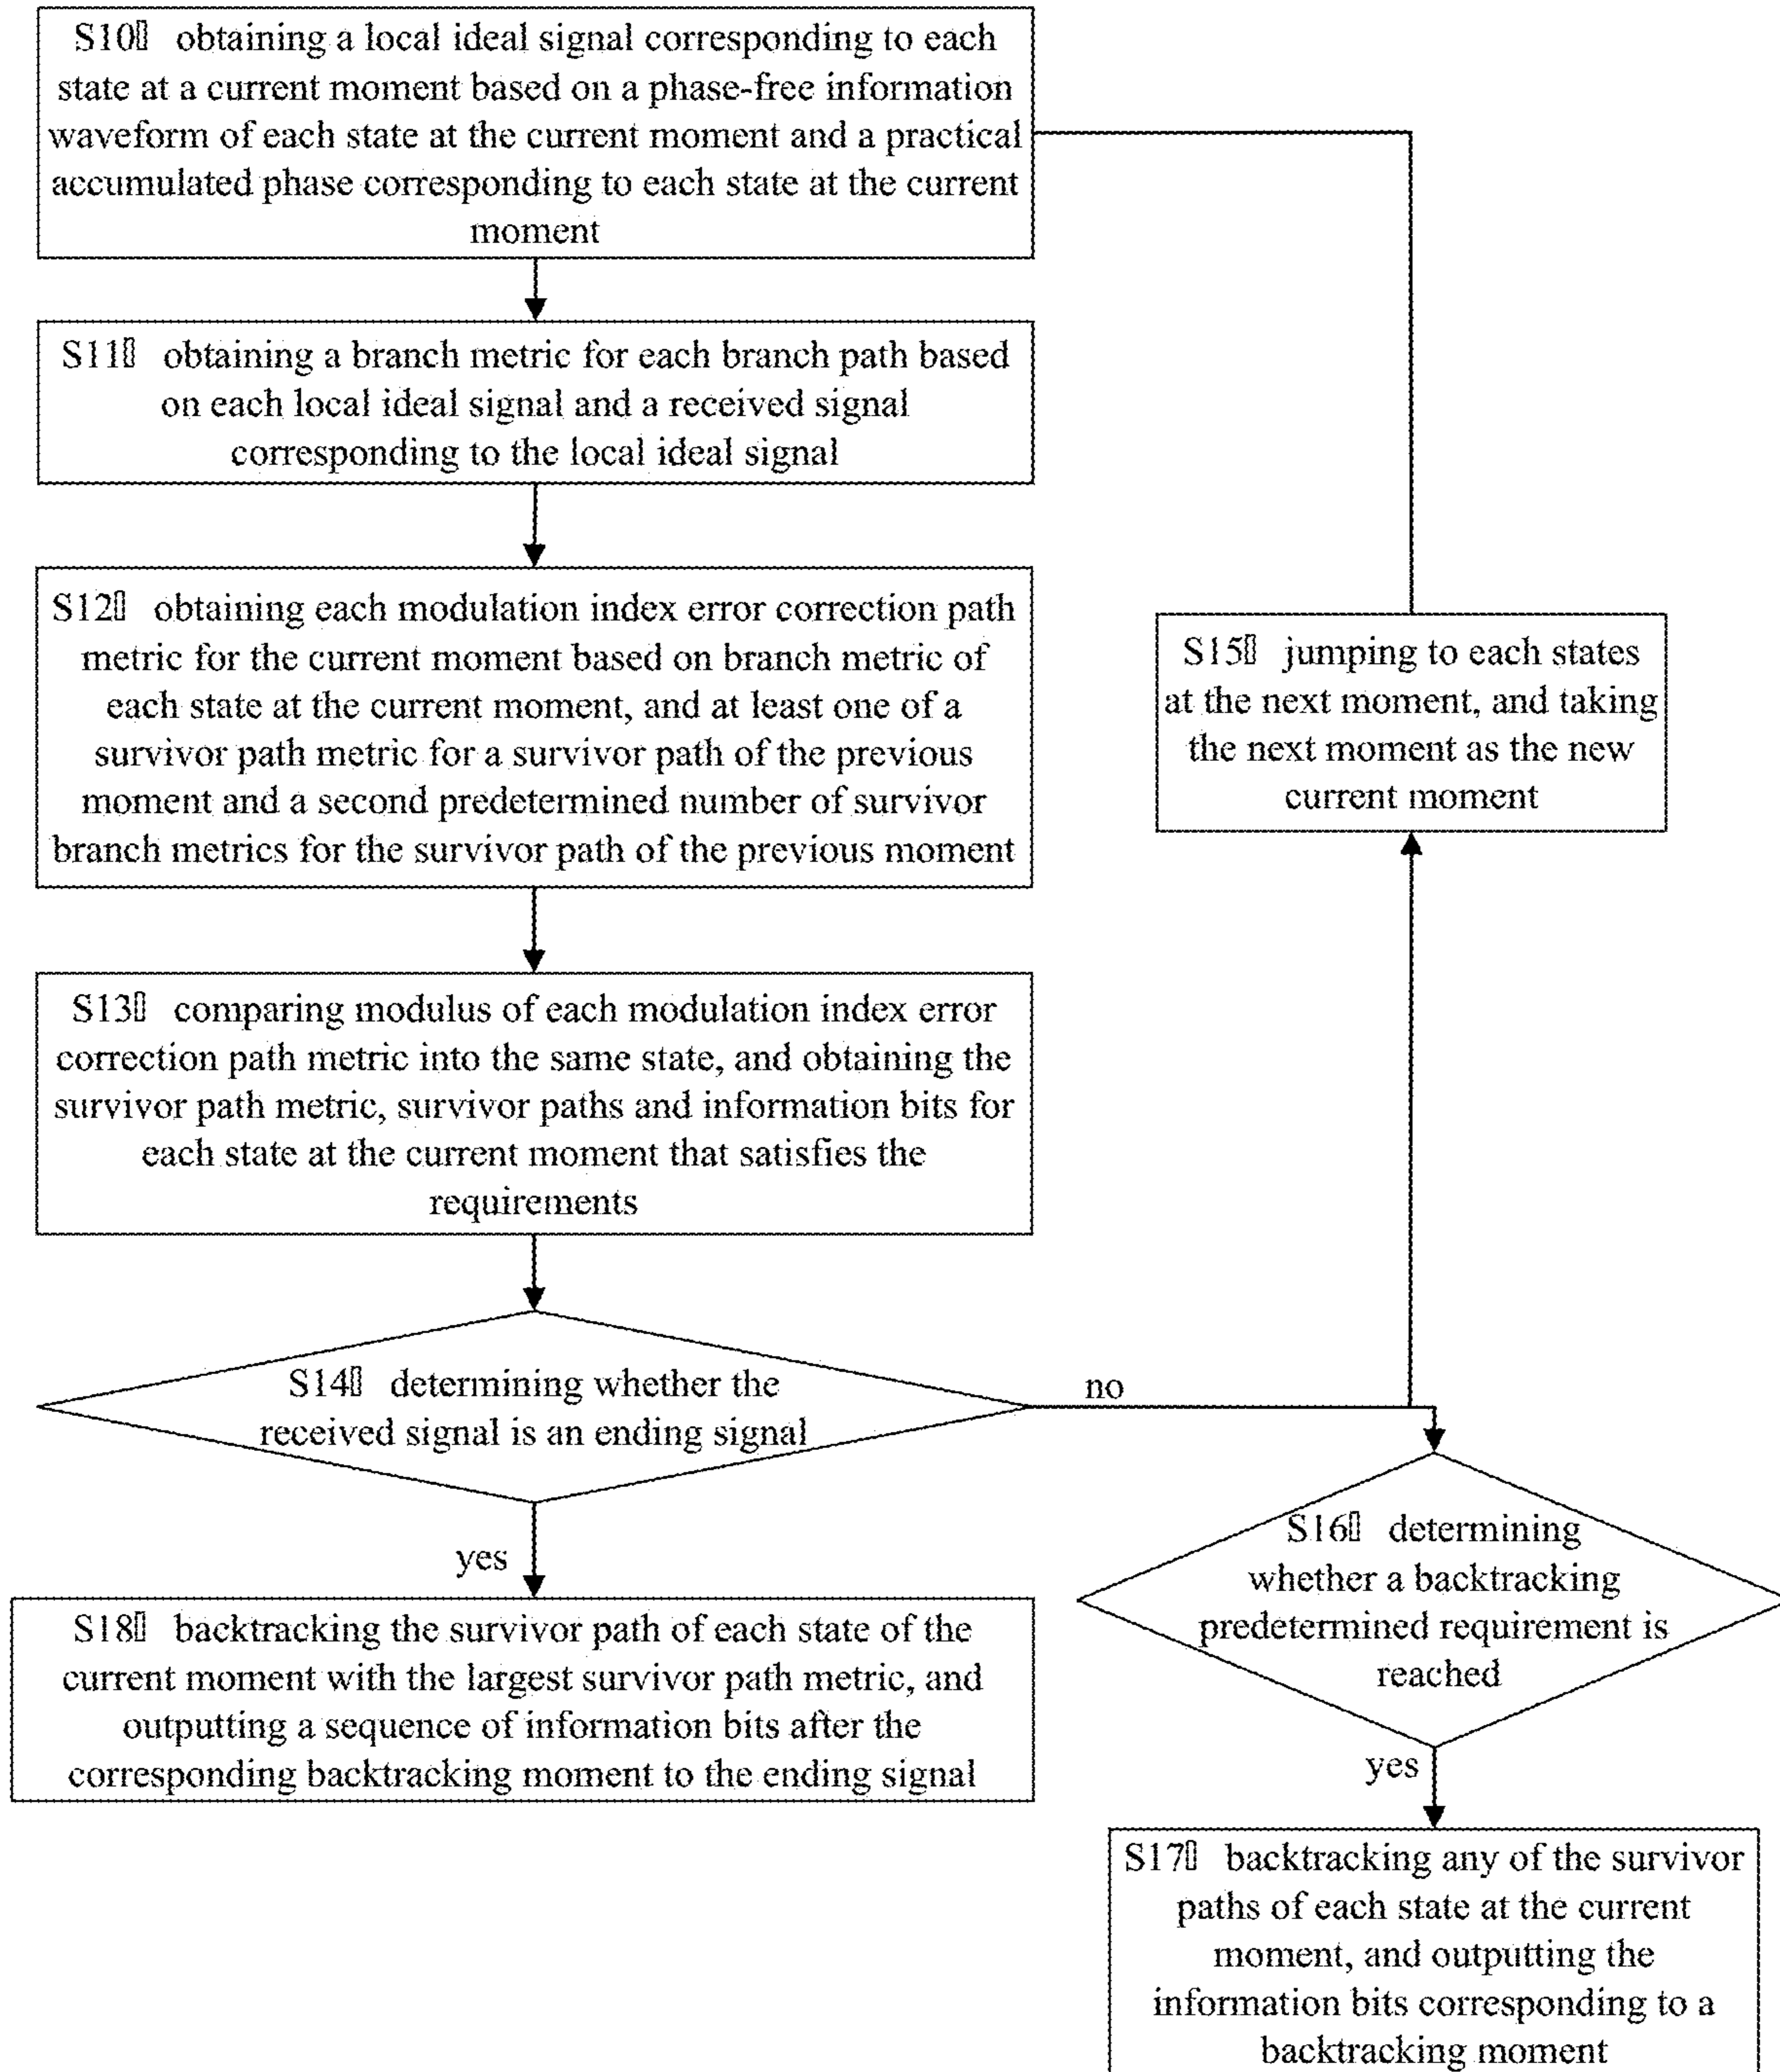 S10▯ obtaining a local ideal signal corresponding to each
state at a current moment based on a phase-free information
waveform of each state at the current moment and a practical
accumulated phase corresponding to each state at the current
moment
S11▯ obtaining a branch metric for each branch path based
on each local ideal signal and a received signal
corresponding to the local ideal signal
S12▯ obtaining each modulation index error correction path
metric for the current moment based on branch metric of
each state at the current moment, and at least one of a
survivor path metric for a survivor path of the previous
moment and a second predetermined number of survivor
branch metrics for the survivor path of the previous moment
S15▯ jumping to each states
at the next moment, and taking
the next moment as the new
current moment
S13▯ comparing modulus of each modulation index error
correction path metric into the same state, and obtaining the
survivor path metric, survivor paths and information bits for
each state at the current moment that satisfies the
requirements
S14▯ determining whether the
received signal is an ending signal
no
yes
S16▯ determining
whether a backtracking
predetermined requirement is
reached
S18▯ backtracking the survivor path of each state of the
current moment with the largest survivor path metric, and
outputting a sequence of information bits after the
corresponding backtracking moment to the ending signal
yes
S17▯ backtracking any of the survivor
paths of each state at the current
moment, and outputting the
information bits corresponding to a
backtracking moment